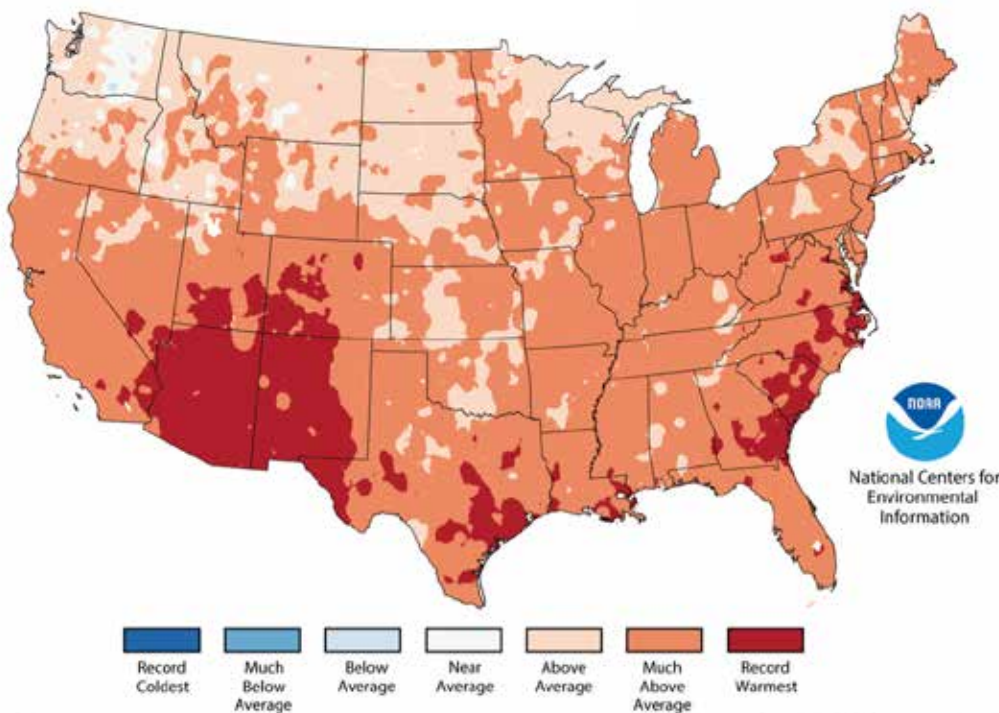 NOAA
National Centers for
Environmental
Information
Record
Coldest
Much
Below
Average
Below
Average
Near
Average
Above
Average
Much
Above
Average
Record
Warmest